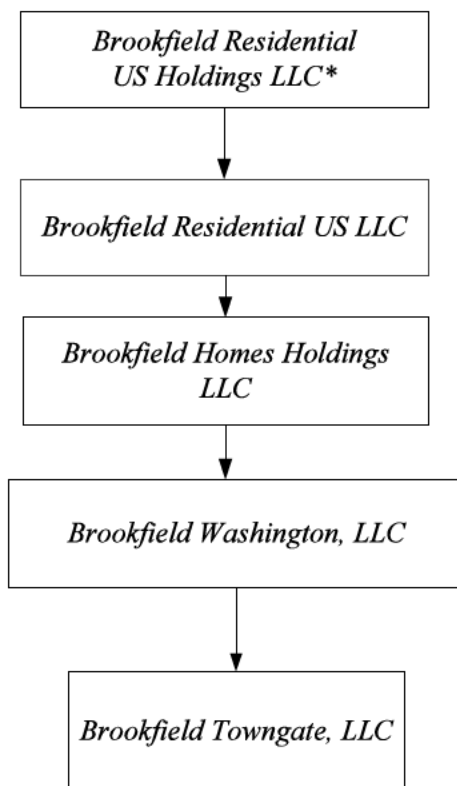 Brookfield Residential
US Holdings LLC*
Brookfield Residential US LLC
Brookfield Homes Holdings
LLC
Brookfield Washington, LLC
Brookfield Towngate, LLC